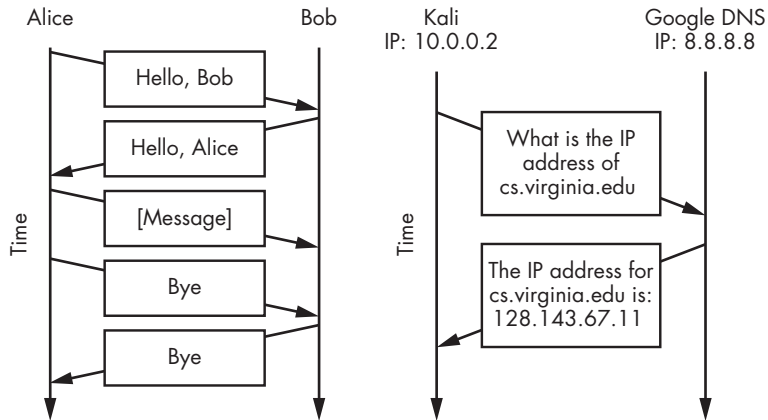 Alice
Bob
Hello, Bob
Hello, Alice
[Message]
Bye
Bye
Time
Kali
IP: 10.0.0.2
Google DNS
IP: 8.8.8.8
What is the IP
address of
cs.virginia.edu
The IP address for
cs.virginia.edu is:
128.143.67.11
Time